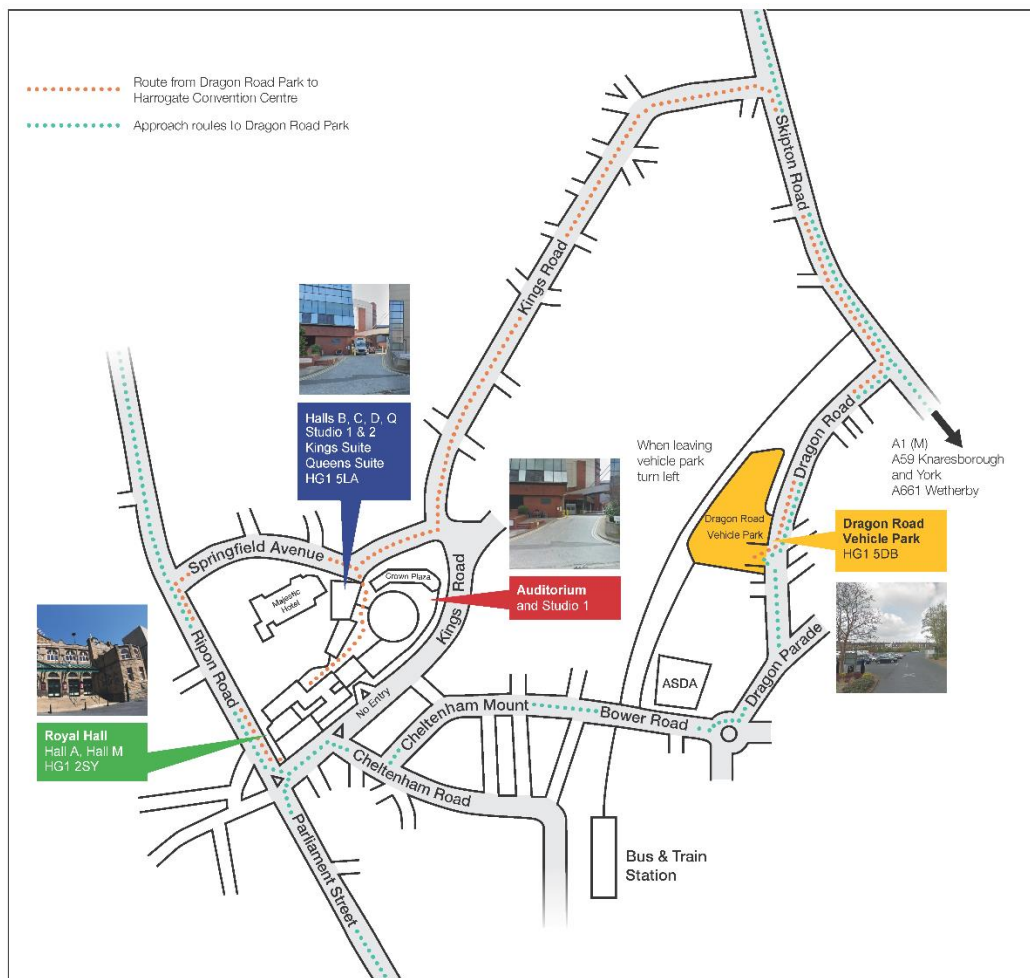 Route from Dragon Road Park to
Harrogate Convention Centre
Approach routes to Dragon Road Park
Skipton Road
Kings Road
Halls B, C, D, Q
Studio 1 & 2
Kings Suite
Queens Suite
HG1 5LA
When leaving
vehicle park
turn left
Dragon Road
A1 (M)
A59 Knaresborough
and York
A661 Wetherby
Dragon Road
Vehicle Park
Dragon Road
Vehicle Park
HG1 5DB
Springfield Avenue
Crown Plaza
Majestic
Hotel
Auditorium
and Studio 1
Kings Road
Ripon Road
No Entry
ASDA
Dragon Parade
Cheltenham Mount
Bower Road
Royal Hall
Hall A, Hall M
HG1 2SY
Cheltenham Road
Parliament Street
Bus & Train
Station